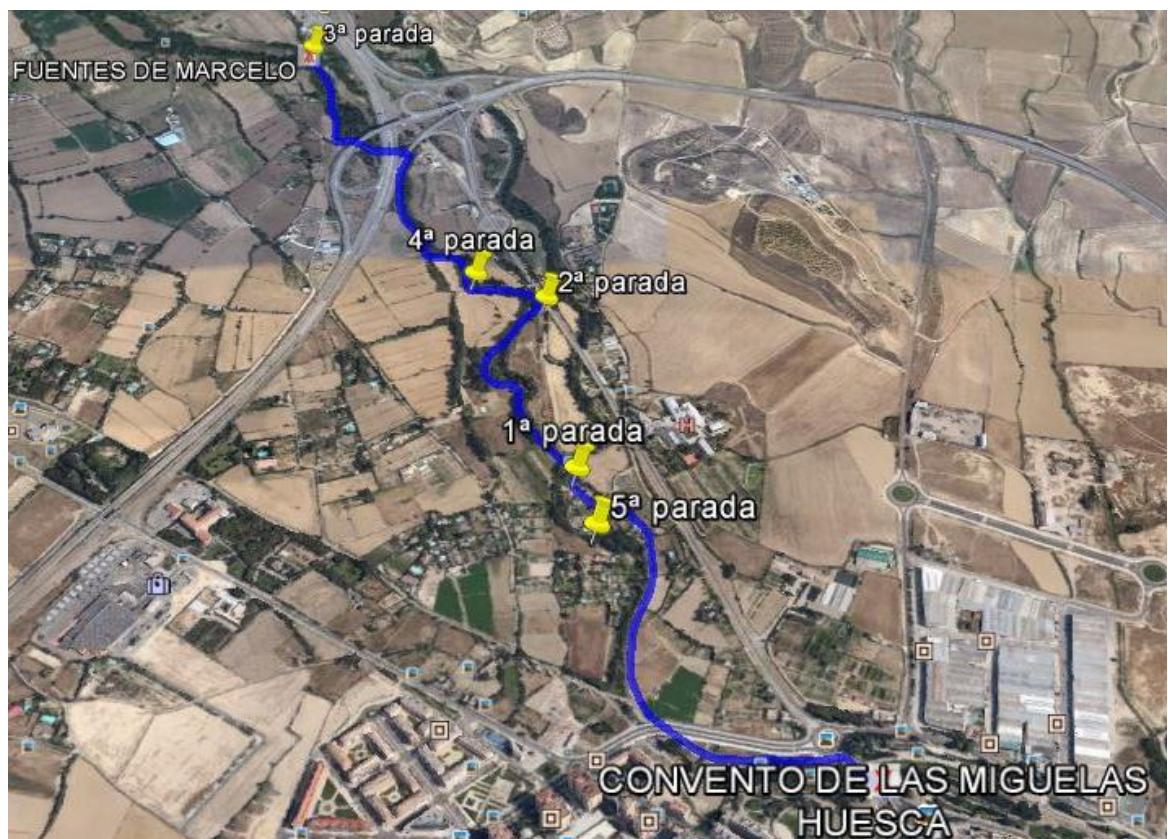 3ª parada
FUENTES DE MARCELO
4ª parada
2ª parada
1ª parada
5ª parada
H
CONVENTO DE LAS MIGUELAS
HUESCA